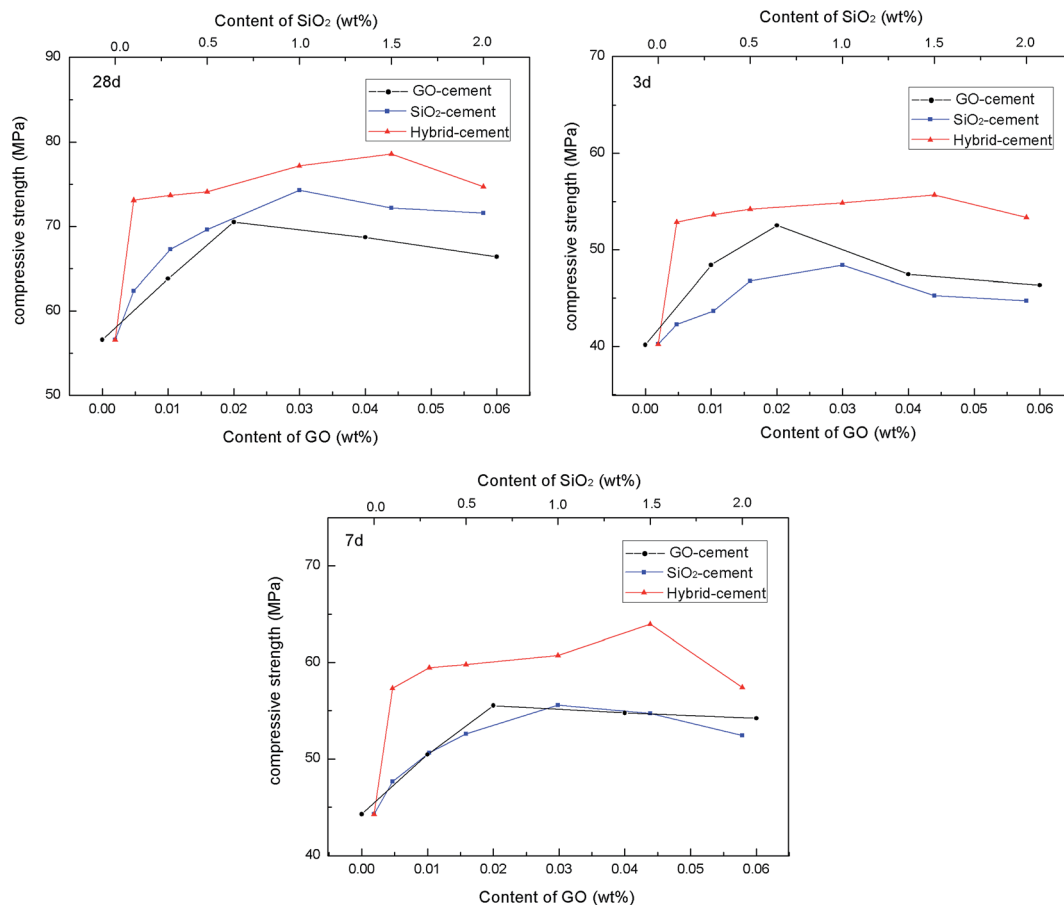 Content of SiO₂ (wt%)
0.0 0.5 1.0 1.5 2.0
28d
GO-cement
SiO₂-cement
Hybrid-cement
compressive strength (MPa)
90
80
70
60
50
0.00 0.01 0.02 0.03 0.04 0.05 0.06
Content of GO (wt%)
Content of SiO₂ (wt%)
0.0 0.5 1.0 1.5 2.0
3d
GO-cement
SiO₂-cement
Hybrid-cement
compressive strength (MPa)
70
60
50
40
0.00 0.01 0.02 0.03 0.04 0.05 0.06
Content of GO (wt%)
Content of SiO₂ (wt%)
0.0 0.5 1.0 1.5 2.0
7d
GO-cement
SiO₂-cement
Hybrid-cement
compressive strength (MPa)
70
60
50
40
0.00 0.01 0.02 0.03 0.04 0.05 0.06
Content of GO (wt%)